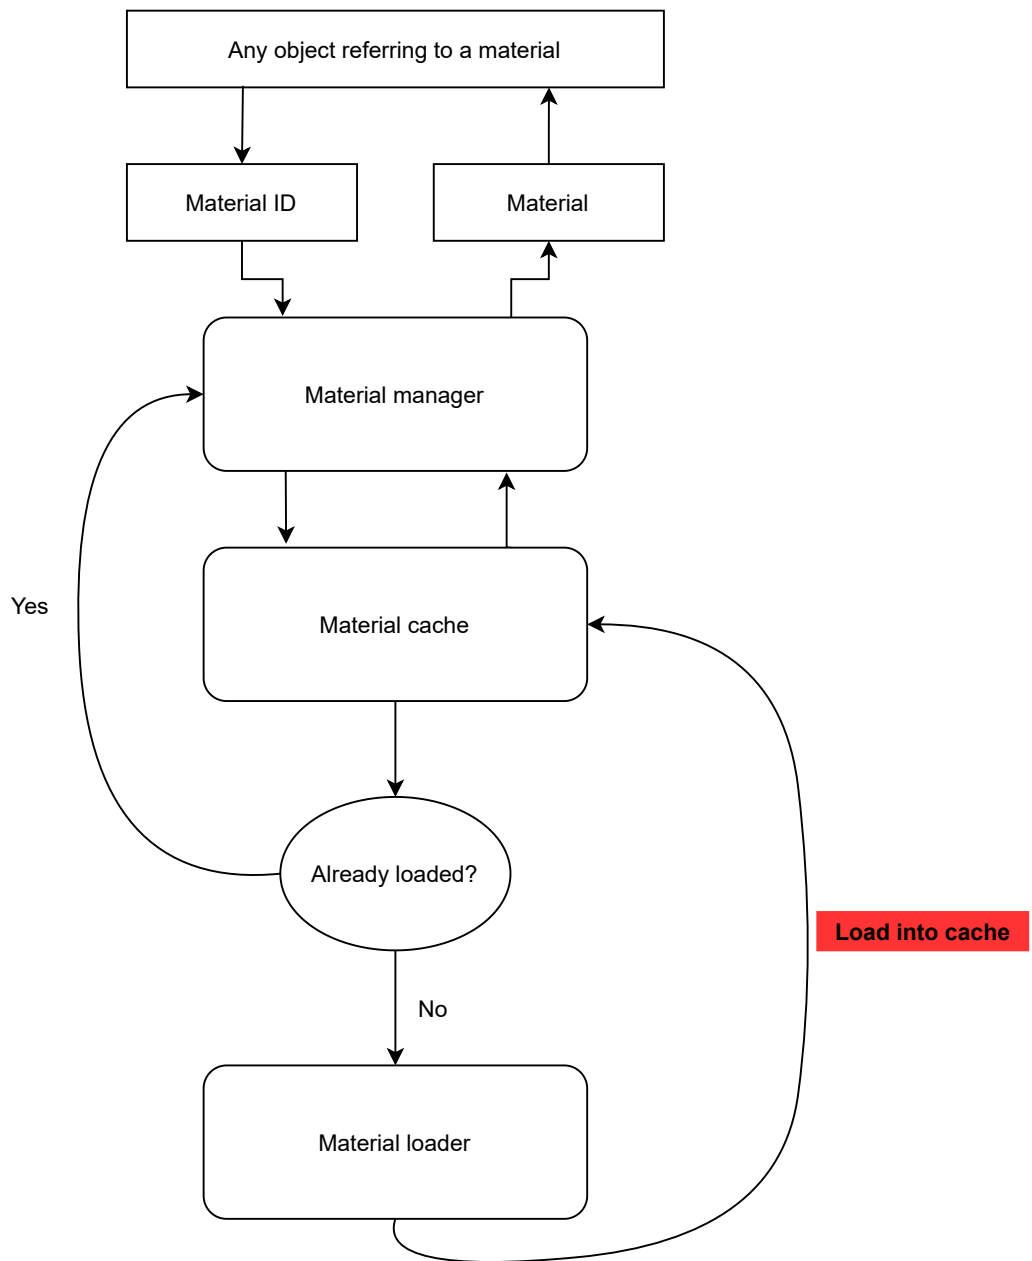 Any object referring to a material
Material ID
Material
Material manager
Yes
Material cache
Already loaded?
Load into cache
No
Material loader